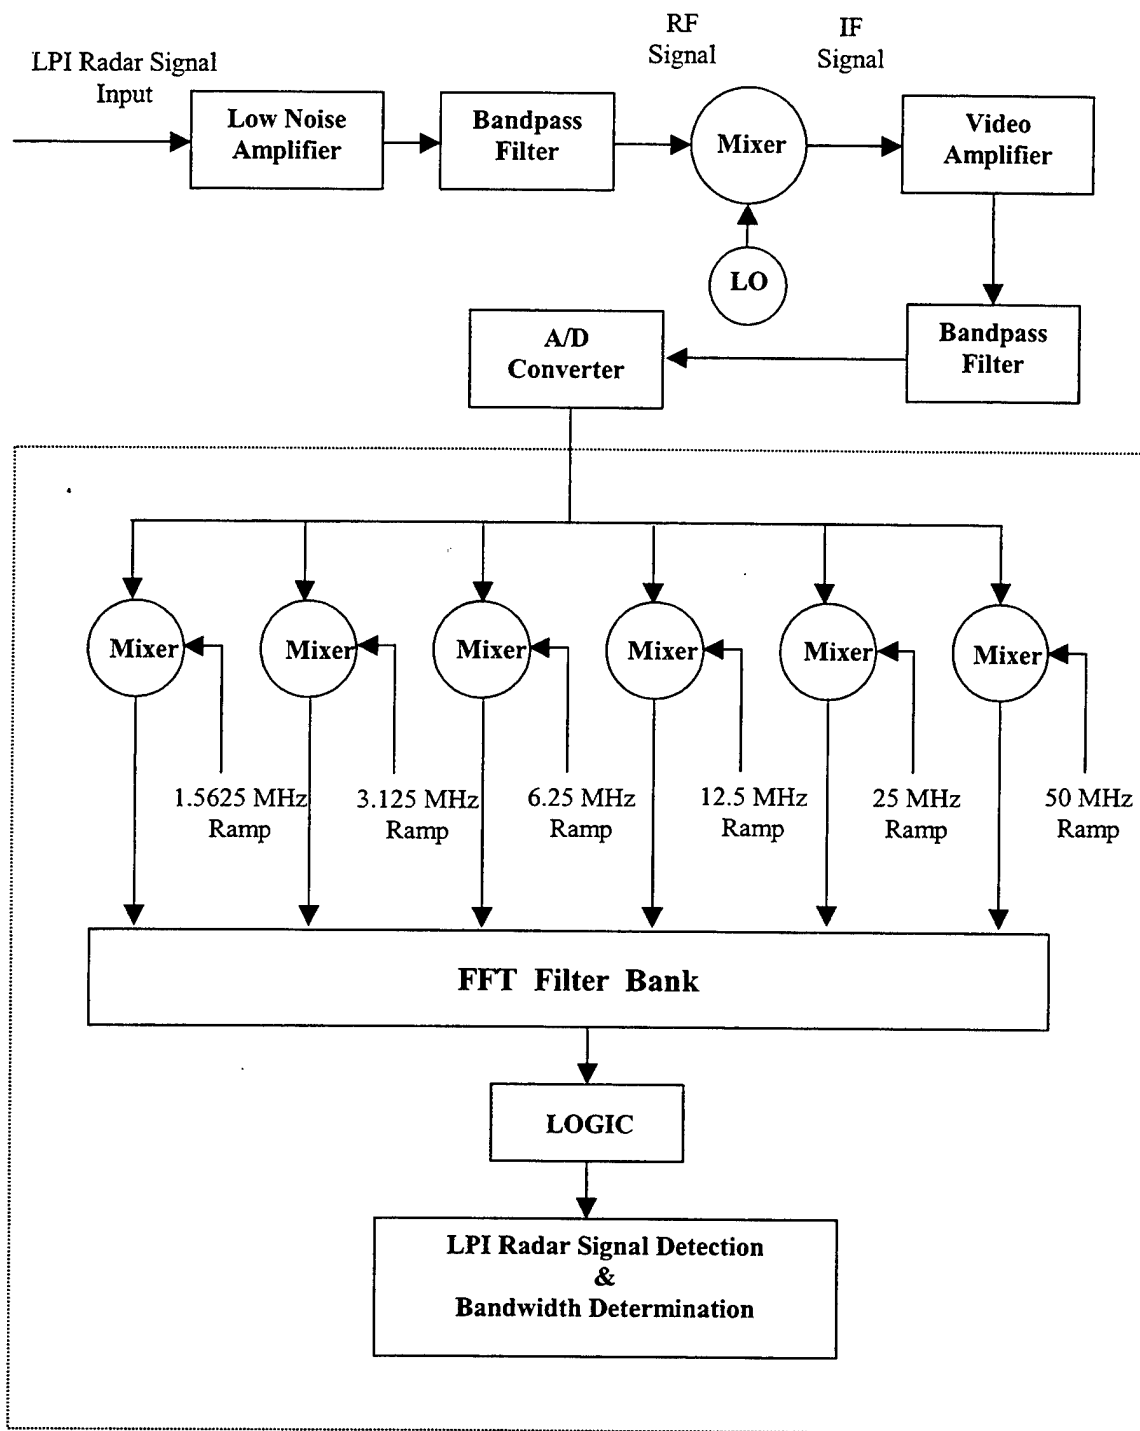 LPI Radar Signal
Input
RF
Signal
IF
Signal
Low Noise
Amplifier
Bandpass
Filter
Mixer
Video
Amplifier
LO
A/D
Converter
Bandpass
Filter
Mixer
Mixer
Mixer
Mixer
Mixer
Mixer
1.5625 MHz
Ramp
3.125 MHz
Ramp
6.25 MHz
Ramp
12.5 MHz
Ramp
25 MHz
Ramp
50 MHz
Ramp
FFT Filter Bank
LOGIC
LPI Radar Signal Detection
&
Bandwidth Determination